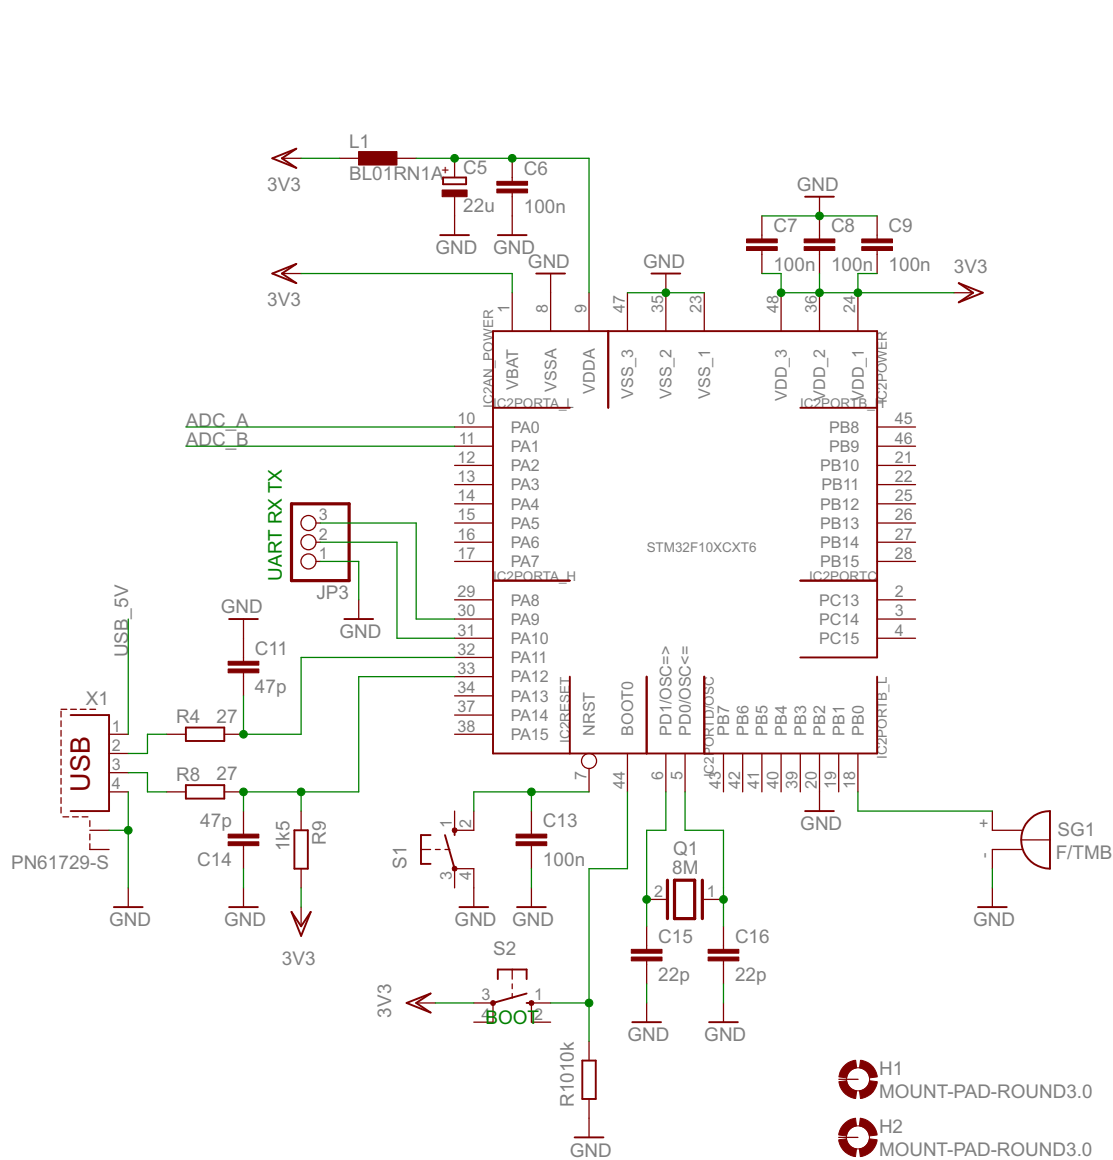 L1
BL01RN1A
3V3
+
C5
22u
GND
C6
100n
GND
GND
3V3
GND
C7
100n
C8
100n
C9
100n
3V3
GND
1
8
9
47
35
23
48
36
24
IC2AN_POWER
VBAT
VSSA
VDDA
VSS_3
VSS_2
VSS_1
VDD_3
VDD_2
VDD_1
IC2POWER
IC2PORTA_L
IC2PORTB_H
ADC_A
ADC_B
10 PA0
11 PA1
12 PA2
13 PA3
14 PA4
15 PA5
16 PA6
17 PA7
PB8 45
PB9 46
PB10 21
PB11 22
PB12 25
PB13 26
PB14 27
PB15 28
STM32F10XCXT6
IC2PORTA_H
IC2PORTC
29 PA8
30 PA9
31 PA10
32 PA11
33 PA12
34 PA13
37 PA14
38 PA15
PC13 2
PC14 3
PC15 4
UART RX TX
3
2
1
JP3
GND
USB_5V
GND
C11
47p
X1
USB
1
2
3
4
PN61729-S
GND
R4 27
R8 27
47p
C14
GND
1k5
R9
3V3
IC2RESET
NRST
BOOT0
PD1/OSC=>
PD0/OSC<=
IC2PORTD/OSC
PB7
PB6
PB5
PB4
PB3
PB2
PB1
PB0
IC2PORTB_L
7
44
6
5
43
42
41
40
39
20
19
18
GND
S1
1
2
3
4
GND
C13
100n
GND
Q1
8M
2
1
C15
22p
GND
C16
22p
GND
+
-
SG1
F/TMB
GND
S2
3V3
3
4
1
2
BOOT
R1010k
GND
H1
MOUNT-PAD-ROUND3.0
H2
MOUNT-PAD-ROUND3.0